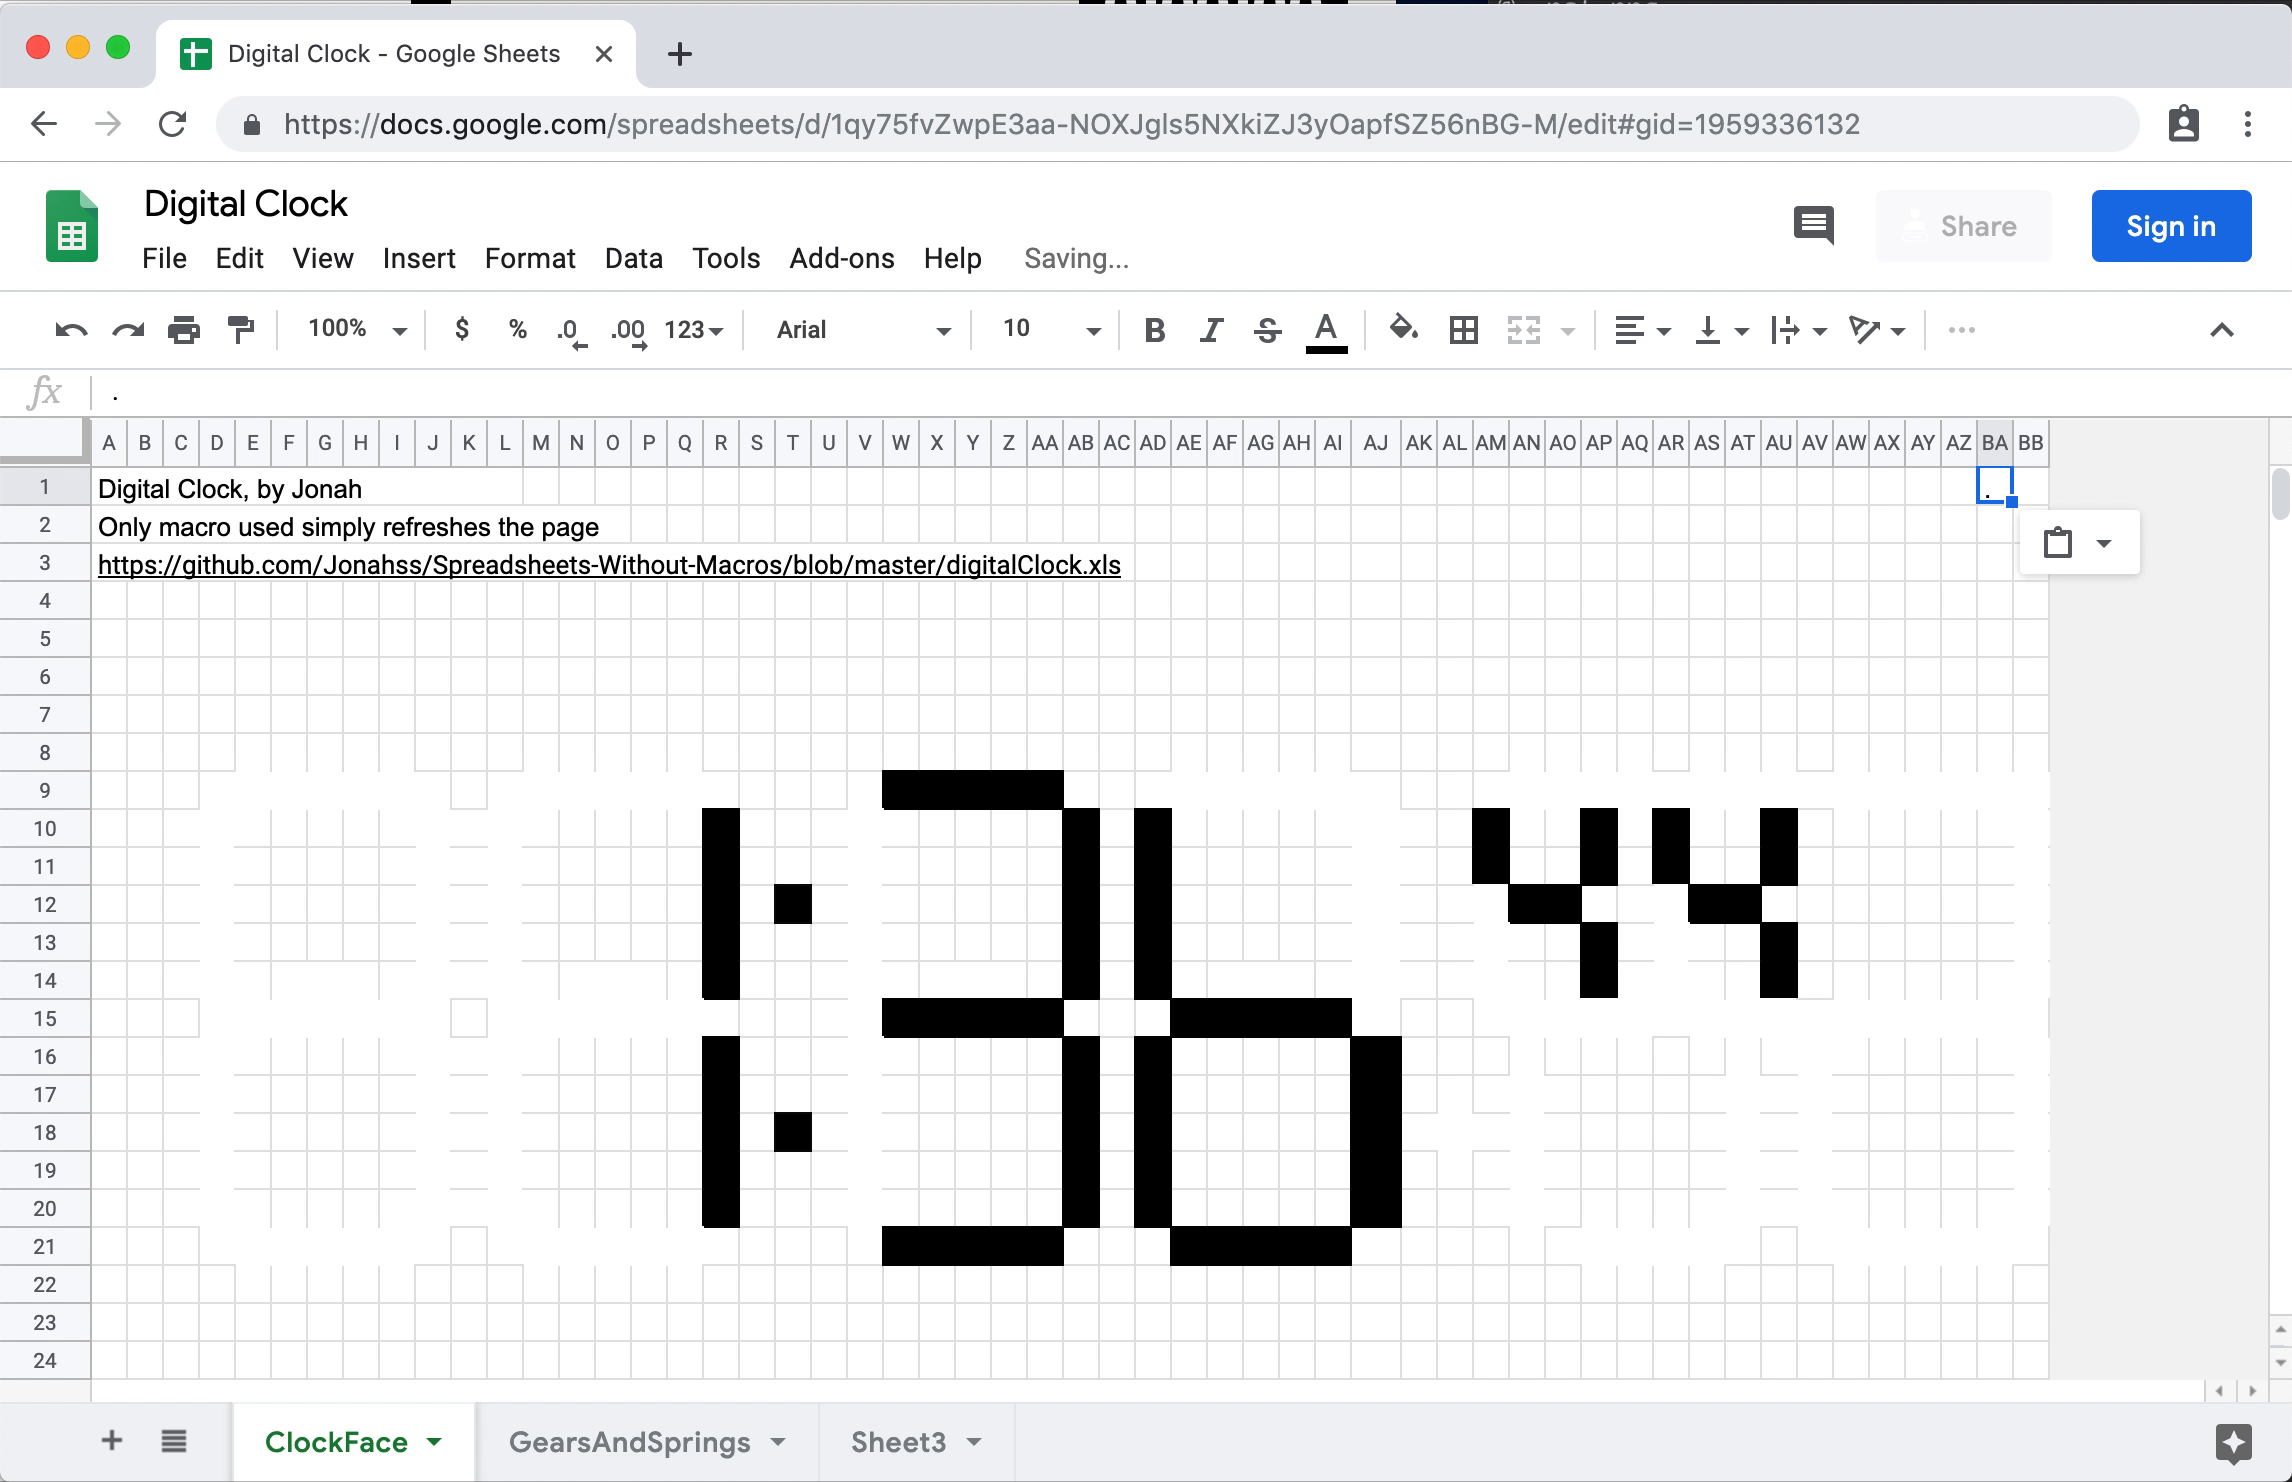 Digital Clock - Google Sheets
https://docs.google.com/spreadsheets/d/1qy75fvZwpE3aa-NOXJgls5NXkiZJ3yOapfSZ56nBG-M/edit#gid=1959336132
Digital Clock
File Edit View Insert Format Data Tools Add-ons Help Saving...
Share
Sign in
100% $ % .0 .00 123 Arial 10 B I S A
fx .
A B C D E F G H I J K L M N O P Q R S T U V W X Y Z AA AB AC AD AE AF AG AH AI AJ AK AL AM AN AO AP AQ AR AS AT AU AV AW AX AY AZ BA BB
1 Digital Clock, by Jonah .
2 Only macro used simply refreshes the page
3 https://github.com/Jonahss/Spreadsheets-Without-Macros/blob/master/digitalClock.xls
4
5
6
7
8
9
10
11
12
13
14
15
16
17
18
19
20
21
22
23
24
1:36 44
ClockFace GearsAndSprings Sheet3